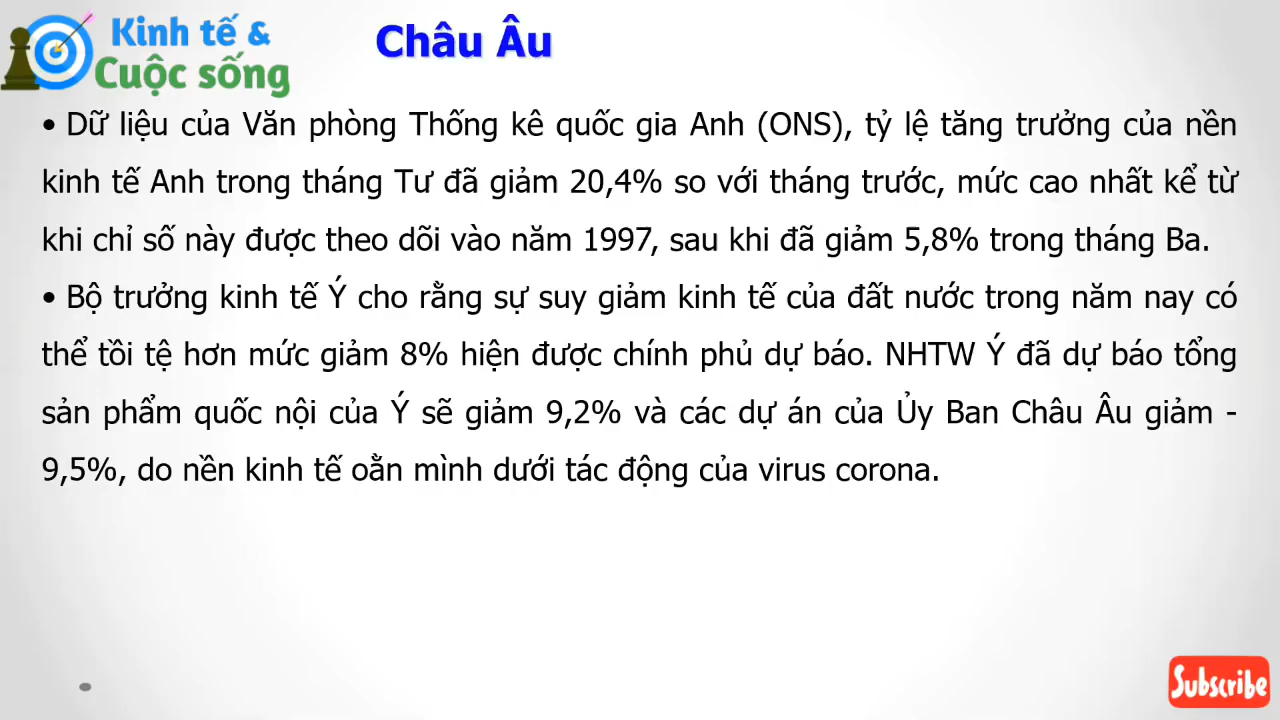 Kinh tế &
Cuộc sống
Châu Âu
• Dữ liệu của Văn phòng Thống kê quốc gia Anh (ONS), tỷ lệ tăng trưởng của nền
kinh tế Anh trong tháng Tư đã giảm 20,4% so với tháng trước, mức cao nhất kể từ
khi chỉ số này được theo dõi vào năm 1997, sau khi đã giảm 5,8% trong tháng Ba.
• Bộ trưởng kinh tế Ý cho rằng sự suy giảm kinh tế của đất nước trong năm nay có
thể tồi tệ hơn mức giảm 8% hiện được chính phủ dự báo. NHTW Ý đã dự báo tổng
sản phẩm quốc nội của Ý sẽ giảm 9,2% và các dự án của Ủy Ban Châu Âu giảm -
9,5%, do nền kinh tế oằn mình dưới tác động của virus corona.
Subscribe